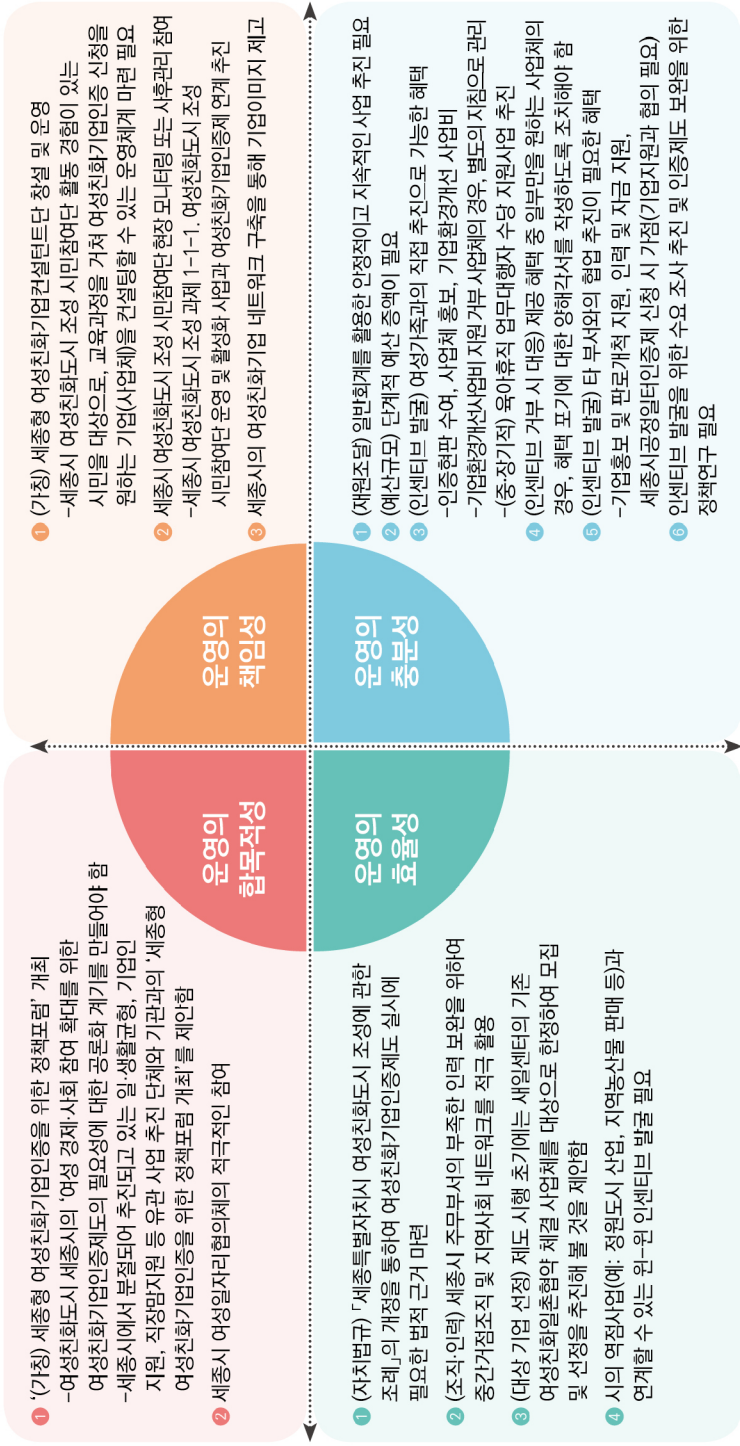 ‘(가칭) 세종형 여성친화기업인증을 위한 정책포럼’ 개최
-여성친화도시 세종시의 ‘여성 경제·사회 참여 확대를 위한
여성친화기업인증제도의 필요성에 대한 공론화 계기를 만들어야 함
-세종시에서 분절되어 추진되고 있는 일·생활균형, 기업인
지원, 직장맘지원 등 유관 사업 추진 단체와 기관과의 ‘세종형
여성친화기업인증을 위한 정책포럼 개최’를 제안함
세종시 여성일자리협의체의 적극적인 참여
운영의
합목적성
1 (가칭) 세종형 여성친화기업컨설턴트단 창설 및 운영
-세종시 여성친화도시 조성 시민참여단 활동 경험이 있는
시민을 대상으로, 교육과정을 거쳐 여성친화기업인증 신청을
원하는 기업(사업체)을 컨설팅할 수 있는 운영체계 마련 필요
2 세종시 여성친화도시 조성 시민참여단 현장 모니터링 또는 사후관리 참여
-세종시 여성친화도시 조성 과제 1-1-1. 여성친화도시 조성
시민참여단 운영 및 활성화 사업과 여성친화기업인증제 연계 추진
3 세종시의 여성친화기업 네트워크 구축을 통해 기업이미지 제고
운영의
책임성
1 (자치법규) 「세종특별자치시 여성친화도시 조성에 관한
조례」의 개정을 통하여 여성친화기업인증제도 실시에
필요한 법적 근거 마련
2 (조직·인력) 세종시 주무부서의 부족한 인력 보완을 위하여
중간거점조직 및 지역사회 네트워크를 적극 활용
3 (대상 기업 선정) 제도 시행 초기에는 새일센터의 기존
여성친화일촌협약 체결 사업체를 대상으로 한정하여 모집
및 선정을 추진해 볼 것을 제안함
4 시의 역점사업(예: 정원도시 산업, 지역농산물 판매 등)과
연계할 수 있는 윈-윈 인센티브 발굴 필요
운영의
효율성
1 (재원조달) 일반회계를 활용한 안정적이고 지속적인 사업 추진 필요
2 (예산규모) 단계적 예산 증액이 필요
3 (인센티브 발굴) 여성가족과의 직접 추진으로 가능한 혜택
-인증현판 수여, 사업체 홍보, 기업환경개선 사업비
-기업환경개선사업비 지원 거부 사업체의 경우, 별도의 지침으로 관리
-(중·장기적) 육아휴직 업무대행자 수당 지원사업 추진
4 (인센티브 거부 시 대응) 제공 혜택 중 일부만을 원하는 사업체의
경우, 혜택 포기에 대한 양해각서를 작성하도록 조치해야 함
5 (인센티브 발굴) 타 부서와의 협업 추진이 필요한 혜택
-기업홍보 및 판로개척 지원, 인력 및 자금 지원,
세종시공정일터인증제 신청 시 가점(기업지원과 협의 필요)
6 인센티브 발굴을 위한 수요 조사 추진 및 인증제도 보완을 위한
정책연구 필요
운영의
충분성